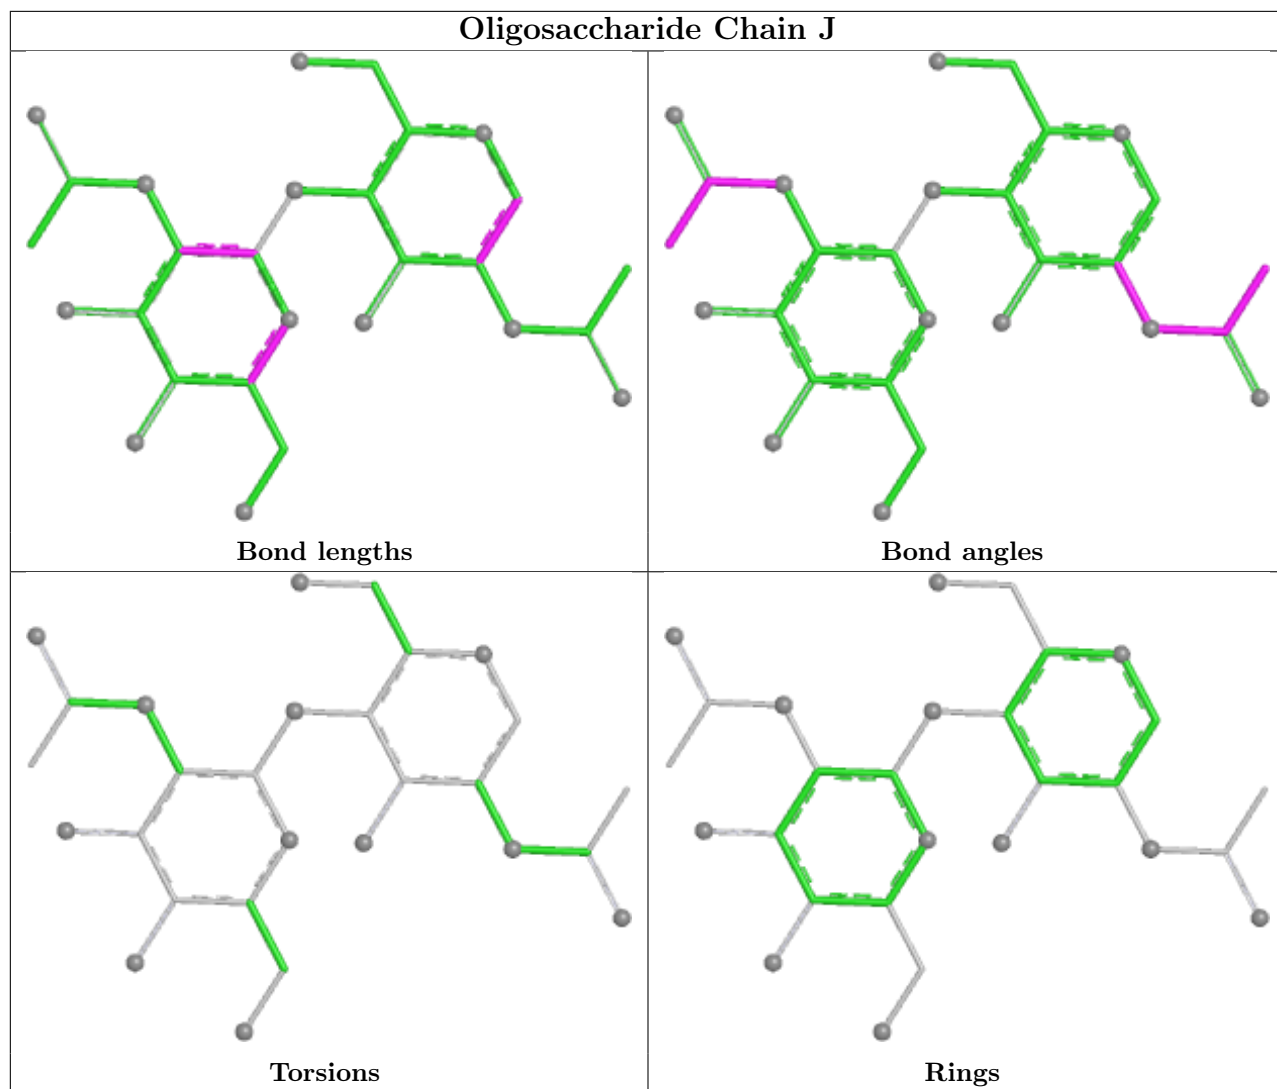 Oligosaccharide Chain J
Bond lengths
Bond angles
Torsions
Rings